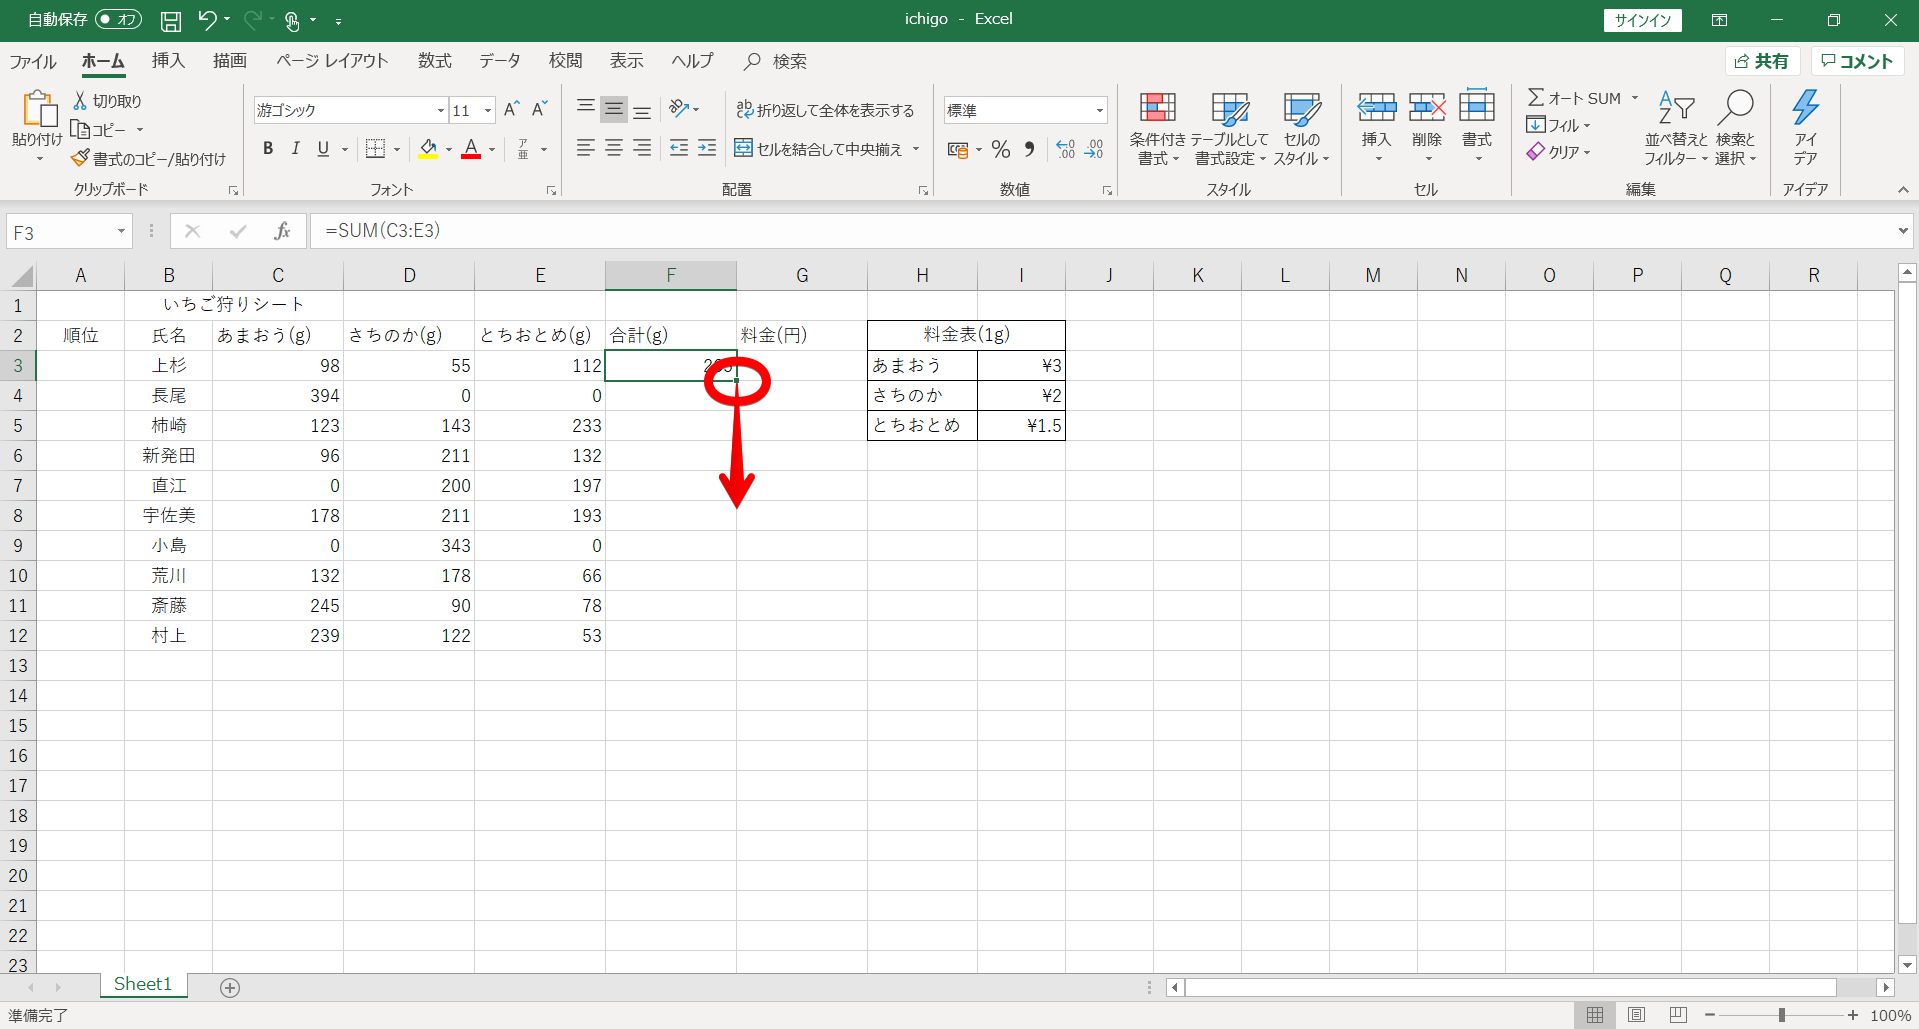 自動保存 オフ
ichigo - Excel
サインイン
ファイル ホーム 挿入 描画 ページ レイアウト 数式 データ 校閲 表示 ヘルプ 検索
共有 コメント
貼り付け
切り取り
コピー
書式のコピー/貼り付け
クリップボード
游ゴシック 11
B I U A ア亜
フォント
ab 折り返して全体を表示する
セルを結合して中央揃え
配置
標準
% 9 .00
数値
条件付き書式
テーブルとして書式設定
セルのスタイル
スタイル
挿入 削除 書式
セル
オート SUM
フィル
クリア
並べ替えとフィルター
検索と選択
編集
アイデア
アイデア
F3 fx =SUM(C3:E3)
A B C D E F G H I J K L M N O P Q R
1 いちご狩りシート
2 順位 氏名 あまおう(g) さちのか(g) とちおとめ(g) 合計(g) 料金(円) 料金表(1g)
3 上杉 98 55 112 265 あまおう ¥3
4 長尾 394 0 0 さちのか ¥2
5 柿崎 123 143 233 とちおとめ ¥1.5
6 新発田 96 211 132
7 直江 0 200 197
8 宇佐美 178 211 193
9 小島 0 343 0
10 荒川 132 178 66
11 斎藤 245 90 78
12 村上 239 122 53
13
14
15
16
17
18
19
20
21
22
23
Sheet1
準備完了
100%